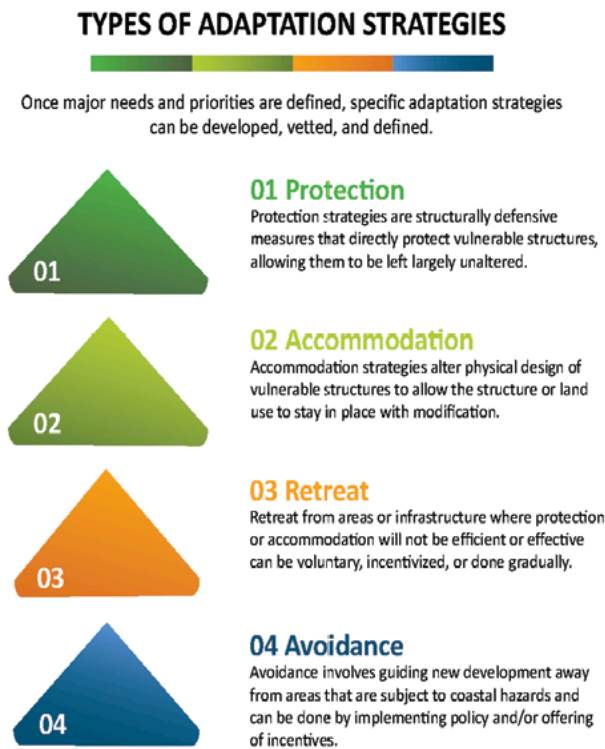 TYPES OF ADAPTATION STRATEGIES
Once major needs and priorities are defined, specific adaptation strategies
can be developed, vetted, and defined.
01
01 Protection
Protection strategies are structurally defensive
measures that directly protect vulnerable structures,
allowing them to be left largely unaltered.
02
02 Accommodation
Accommodation strategies alter physical design of
vulnerable structures to allow the structure or land
use to stay in place with modification.
03
03 Retreat
Retreat from areas or infrastructure where protection
or accommodation will not be efficient or effective
can be voluntary, incentivized, or done gradually.
04
04 Avoidance
Avoidance involves guiding new development away
from areas that are subject to coastal hazards and
can be done by implementing policy and/or offering
of incentives.